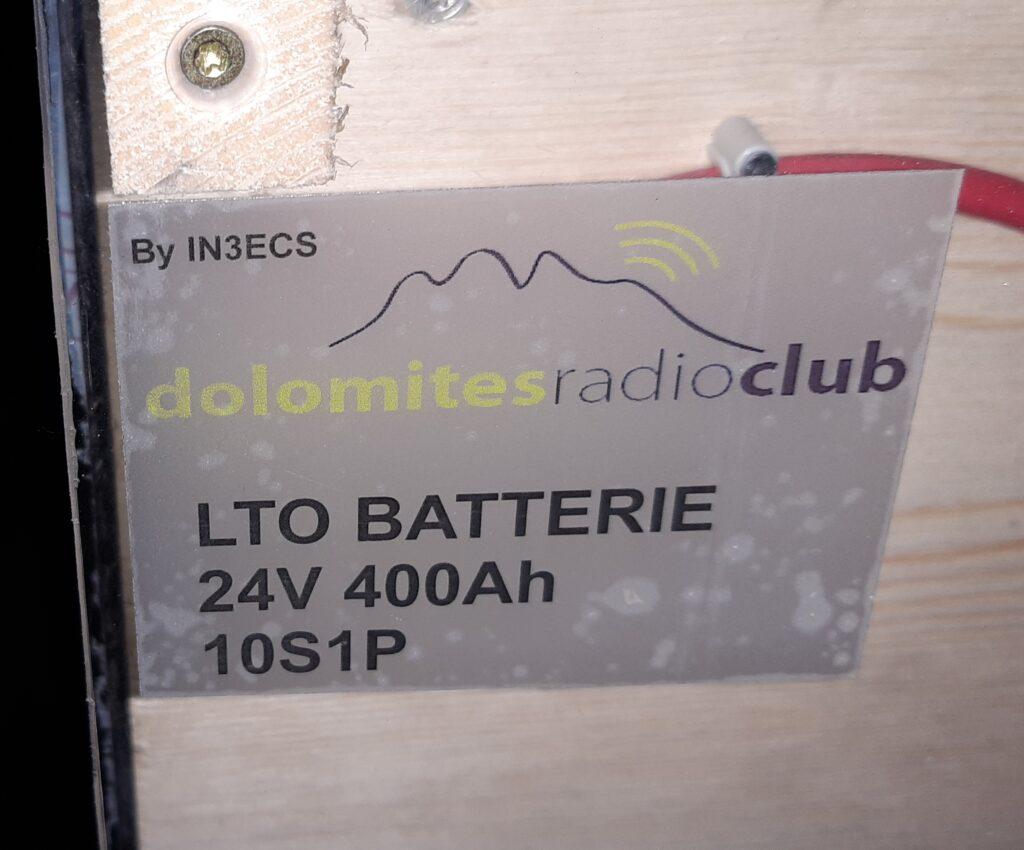 By IN3ECS
dolomitesradioclub
LTO BATTERIE
24V 400Ah
10S1P